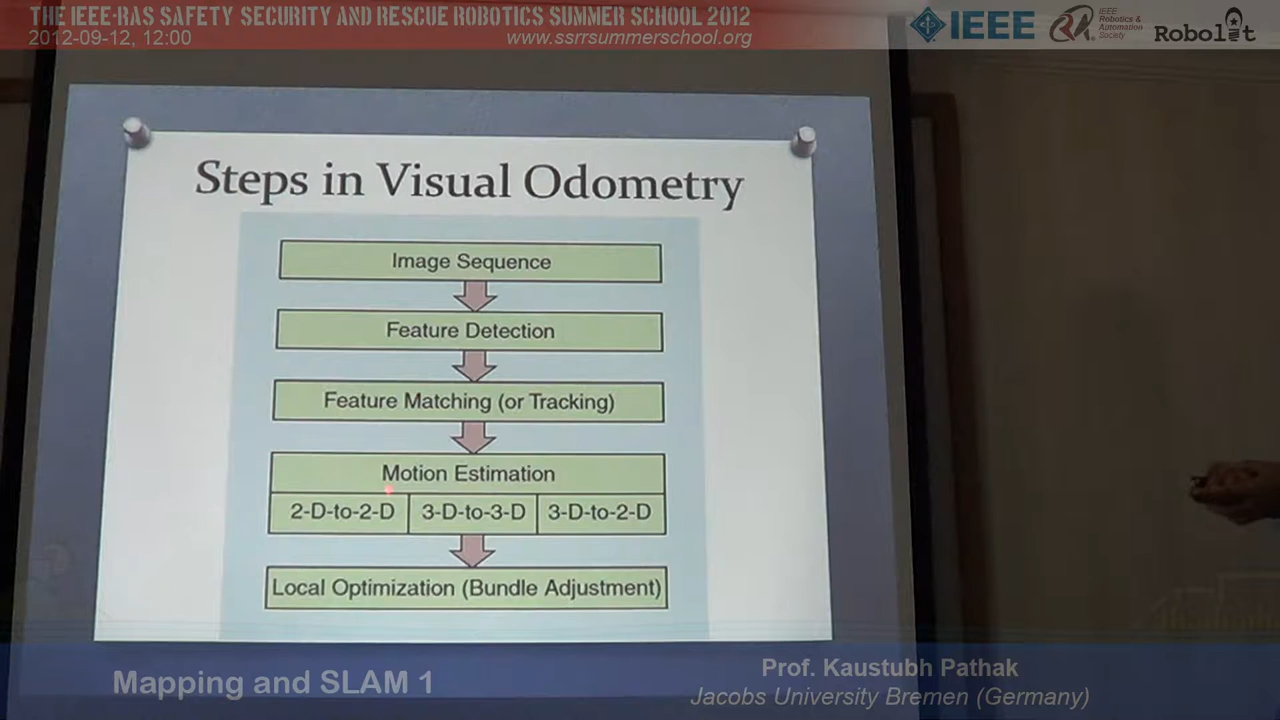 THE IEEE-RAS SAFETY SECURITY AND RESCUE ROBOTICS SUMMER SCHOOL 2012
2012-09-12, 12:00
www.ssrrsummerschool.org
IEEE
IEEE
Robotics &
Automation
Society
Robolit
Steps in Visual Odometry
Image Sequence
Feature Detection
Feature Matching (or Tracking)
Motion Estimation
2-D-to-2-D 3-D-to-3-D 3-D-to-2-D
Local Optimization (Bundle Adjustment)
Mapping and SLAM 1
Prof. Kaustubh Pathak
Jacobs University Bremen (Germany)